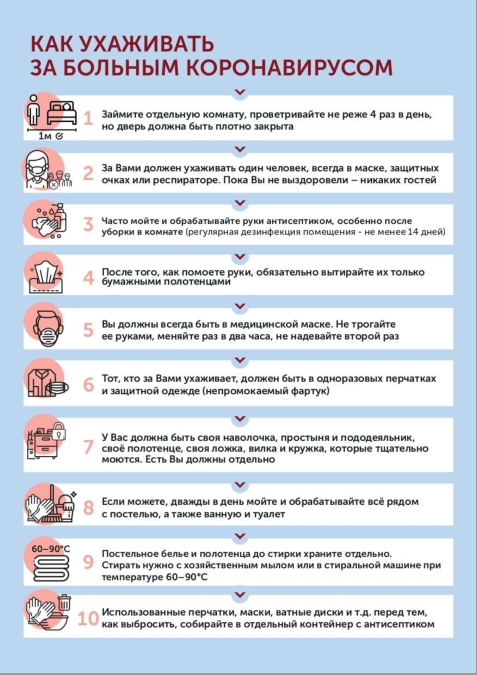 КАК УХАЖИВАТЬ
ЗА БОЛЬНЫМ КОРОНАВИРУСОМ
1м
1
Займите отдельную комнату, проветривайте не реже 4 раз в день,
но дверь должна быть плотно закрыта
2
За Вами должен ухаживать один человек, всегда в маске, защитных
очках или респираторе. Пока Вы не выздоровели – никаких гостей
3
Часто мойте и обрабатывайте руки антисептиком, особенно после
уборки в комнате (регулярная дезинфекция помещения - не менее 14 дней)
4
После того, как помоете руки, обязательно вытирайте их только
бумажными полотенцами
5
Вы должны всегда быть в медицинской маске. Не трогайте
ее руками, меняйте раз в два часа, не надевайте второй раз
6
Тот, кто за Вами ухаживает, должен быть в одноразовых перчатках
и защитной одежде (непромокаемый фартук)
7
У Вас должна быть своя наволочка, простыня и пододеяльник,
своё полотенце, своя ложка, вилка и кружка, которые тщательно
моются. Есть Вы должны отдельно
8
Если можете, дважды в день мойте и обрабатывайте всё рядом
с постелью, а также ванную и туалет
60–90°C
9
Постельное белье и полотенца до стирки храните отдельно.
Стирать нужно с хозяйственным мылом или в стиральной машине при
температуре 60–90°C
10
Использованные перчатки, маски, ватные диски и т.д. перед тем,
как выбросить, собирайте в отдельный контейнер с антисептиком